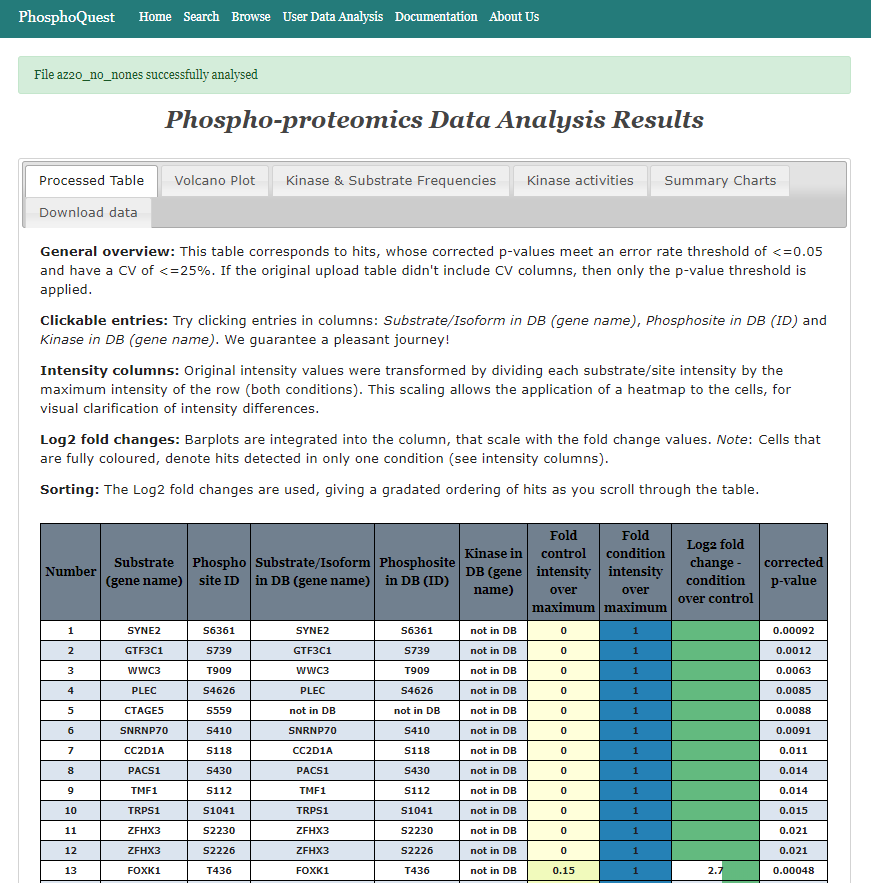 PhosphoQuest Home Search Browse User Data Analysis Documentation About Us
File az20_no_nones successfully analysed
Phospho-proteomics Data Analysis Results
Processed Table Volcano Plot Kinase & Substrate Frequencies Kinase activities Summary Charts
Download data
General overview: This table corresponds to hits, whose corrected p-values meet an error rate threshold of <=0.05
and have a CV of <=25%. If the original upload table didn't include CV columns, then only the p-value threshold is
applied.
Clickable entries: Try clicking entries in columns: Substrate/Isoform in DB (gene name), Phosphosite in DB (ID) and
Kinase in DB (gene name). We guarantee a pleasant journey!
Intensity columns: Original intensity values were transformed by dividing each substrate/site intensity by the
maximum intensity of the row (both conditions). This scaling allows the application of a heatmap to the cells, for
visual clarification of intensity differences.
Log2 fold changes: Barplots are integrated into the column, that scale with the fold change values. Note: Cells that
are fully coloured, denote hits detected in only one condition (see intensity columns).
Sorting: The Log2 fold changes are used, giving a gradated ordering of hits as you scroll through the table.
Number
Substrate
(gene name)
Phospho
site ID
Substrate/Isoform
in DB (gene name)
Phosphosite
in DB (ID)
Kinase in
DB (gene
name)
Fold
control
intensity
over
maximum
Fold
condition
intensity
over
maximum
Log2 fold
change -
condition
over control
corrected
p-value
1 SYNE2 S6361 SYNE2 S6361 not in DB 0 1 0.00092
2 GTF3C1 S739 GTF3C1 S739 not in DB 0 1 0.0012
3 WWC3 T909 WWC3 T909 not in DB 0 1 0.0063
4 PLEC S4626 PLEC S4626 not in DB 0 1 0.0085
5 CTAGE5 S559 not in DB not in DB not in DB 0 1 0.0088
6 SNRNP70 S410 SNRNP70 S410 not in DB 0 1 0.0091
7 CC2D1A S118 CC2D1A S118 not in DB 0 1 0.011
8 PACS1 S430 PACS1 S430 not in DB 0 1 0.014
9 TMF1 S112 TMF1 S112 not in DB 0 1 0.014
10 TRPS1 S1041 TRPS1 S1041 not in DB 0 1 0.015
11 ZFHX3 S2230 ZFHX3 S2230 not in DB 0 1 0.021
12 ZFHX3 S2226 ZFHX3 S2226 not in DB 0 1 0.021
13 FOXK1 T436 FOXK1 T436 not in DB 0.15 1 2.7 0.00048